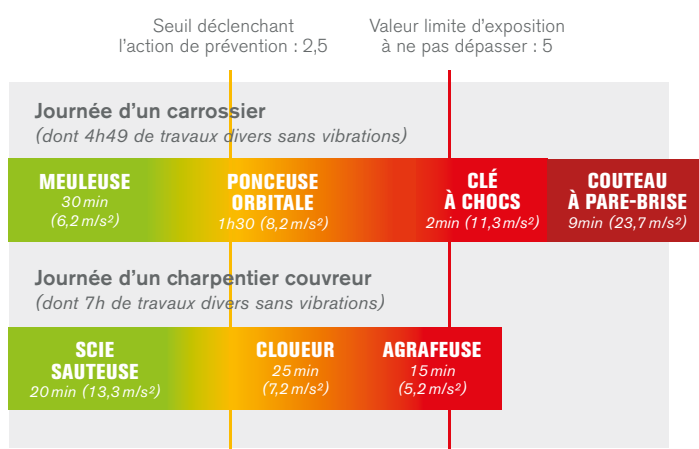 Seuil déclenchant
l’action de prévention : 2,5
Valeur limite d’exposition
à ne pas dépasser : 5
Journée d’un carrossier
(dont 4h49 de travaux divers sans vibrations)
MEULEUSE
30 min
(6,2 m/s²)
PONCEUSE
ORBITALE
1h30 (8,2 m/s²)
CLÉ
À CHOCS
2min (11,3 m/s²)
COUTEAU
À PARE-BRISE
9min (23,7 m/s²)
Journée d’un charpentier couvreur
(dont 7h de travaux divers sans vibrations)
SCIE
SAUTEUSE
20 min (13,3 m/s²)
CLOUEUR
25 min
(7,2 m/s²)
AGRAFEUSE
15 min
(5,2 m/s²)